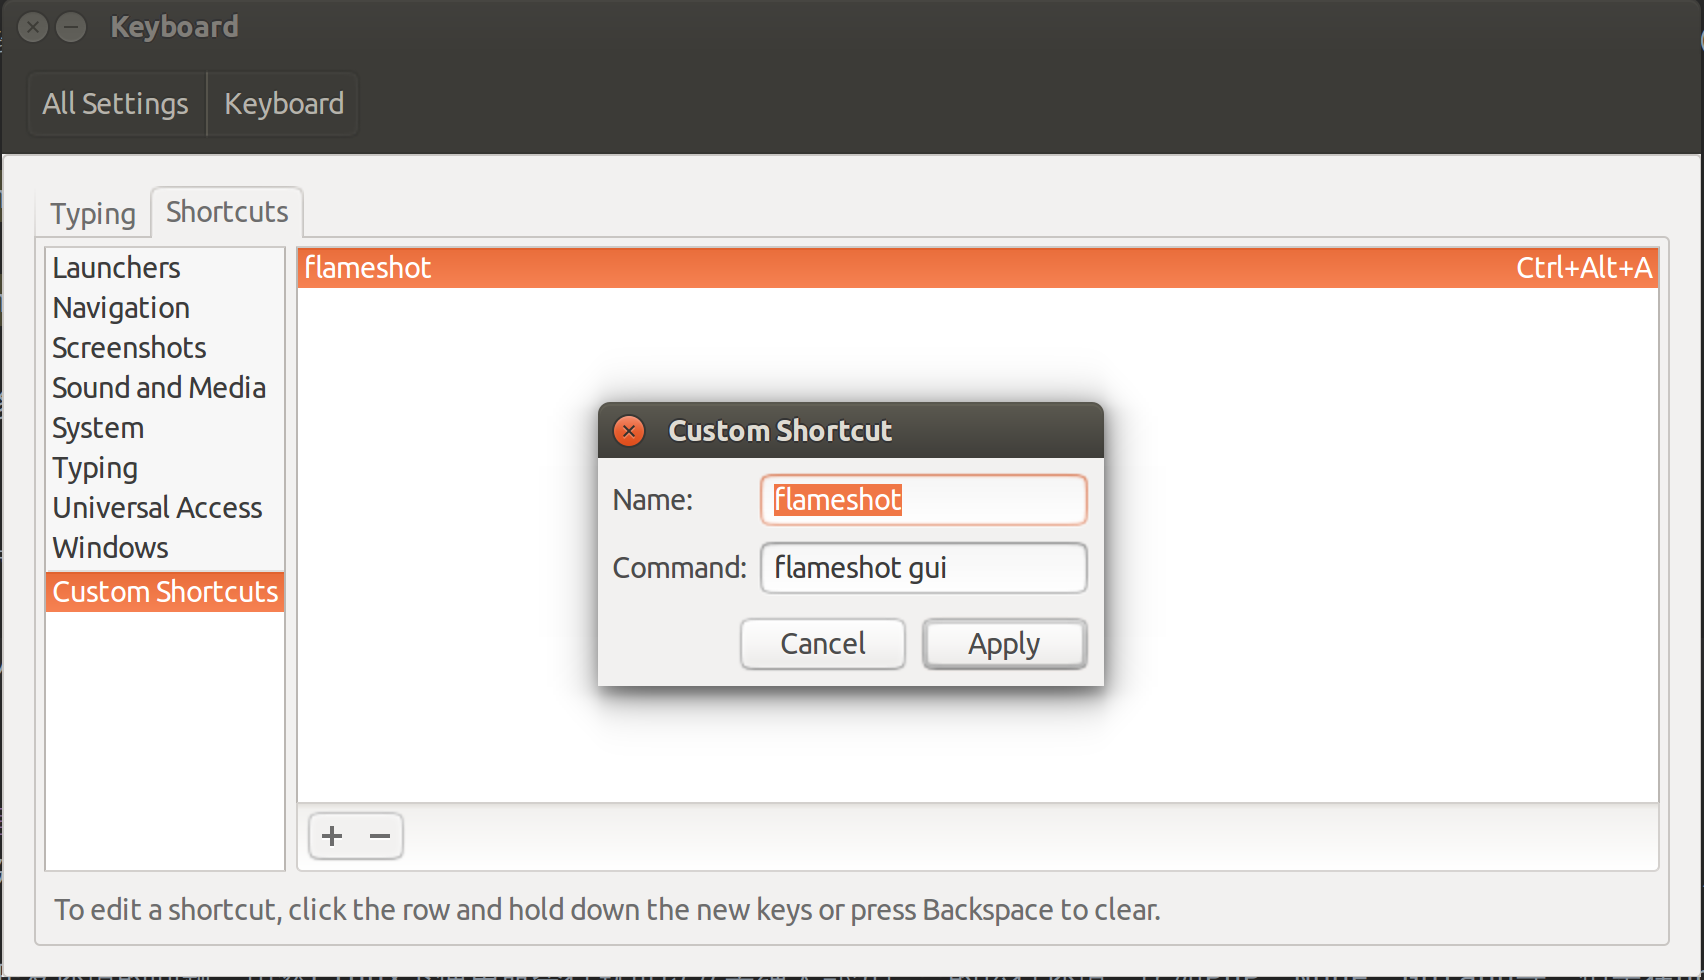 Keyboard
All Settings
Keyboard
Typing
Shortcuts
Launchers
Navigation
Screenshots
Sound and Media
System
Typing
Universal Access
Windows
Custom Shortcuts
flameshot Ctrl+Alt+A
Custom Shortcut
Name: flameshot
Command: flameshot gui
Cancel
Apply
To edit a shortcut, click the row and hold down the new keys or press Backspace to clear.